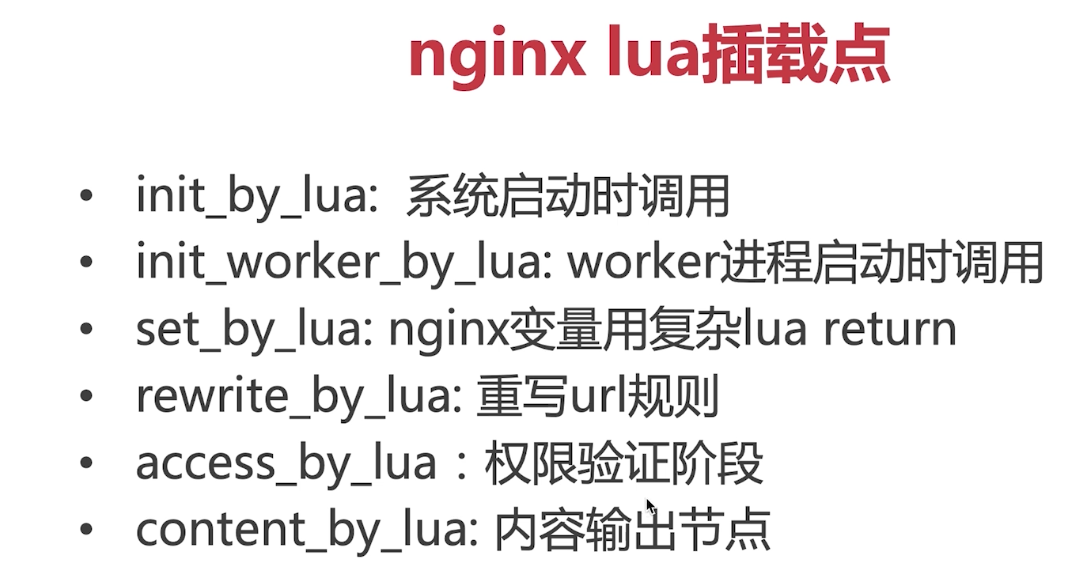 nginx lua插载点
• init_by_lua: 系统启动时调用
• init_worker_by_lua: worker进程启动时调用
• set_by_lua: nginx变量用复杂lua return
• rewrite_by_lua: 重写url规则
• access_by_lua：权限验证阶段
• content_by_lua: 内容输出节点